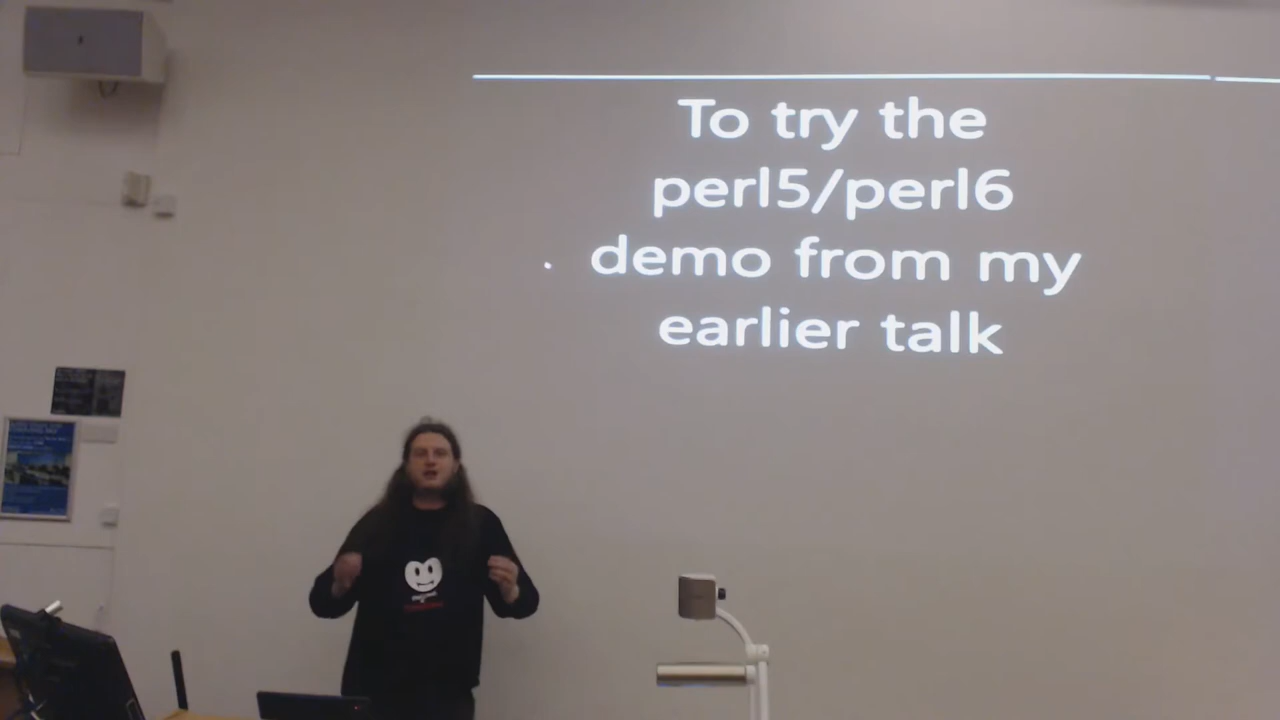 To try the
perl5/perl6
demo from my
earlier talk